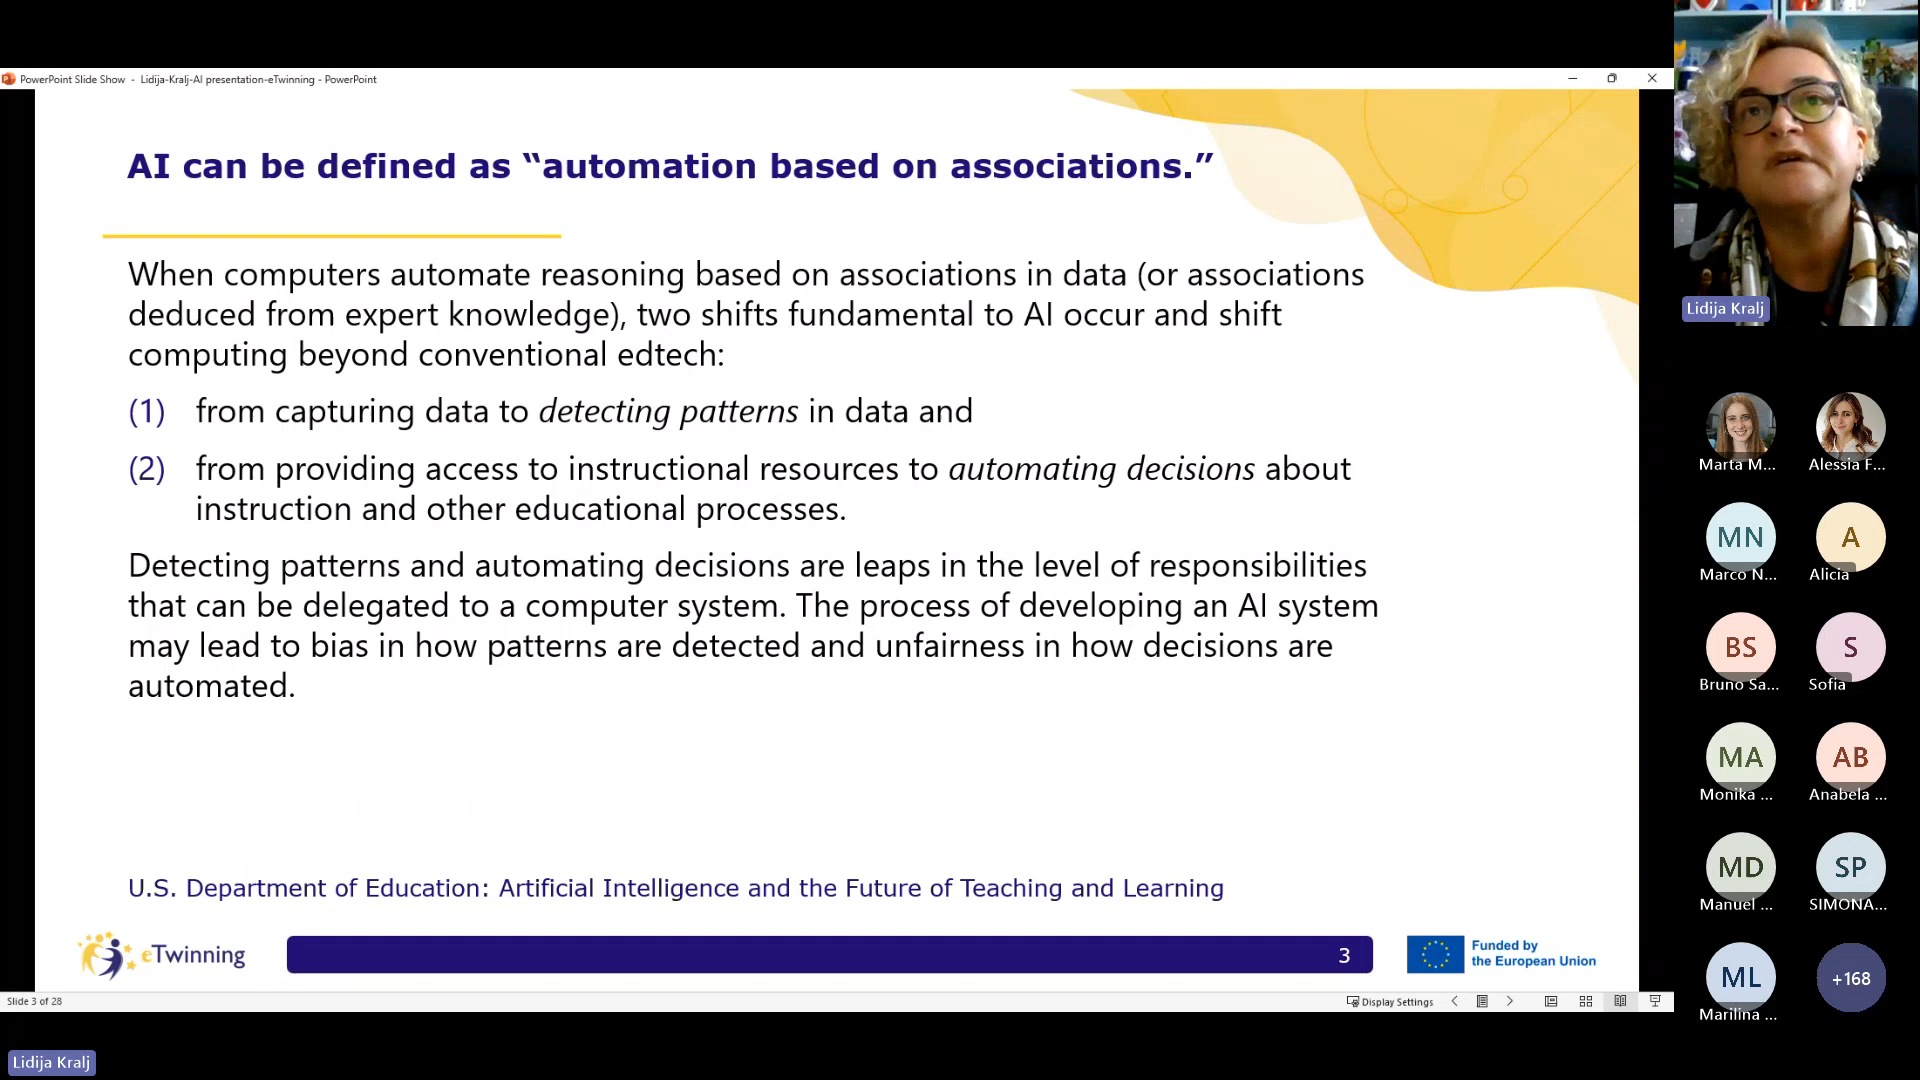 PowerPoint Slide Show - Lidija-Kralj-AI presentation-eTwinning - PowerPoint
AI can be defined as “automation based on associations.”
When computers automate reasoning based on associations in data (or associations
deduced from expert knowledge), two shifts fundamental to AI occur and shift
computing beyond conventional edtech:
(1) from capturing data to detecting patterns in data and
(2) from providing access to instructional resources to automating decisions about
instruction and other educational processes.
Detecting patterns and automating decisions are leaps in the level of responsibilities
that can be delegated to a computer system. The process of developing an AI system
may lead to bias in how patterns are detected and unfairness in how decisions are
automated.
U.S. Department of Education: Artificial Intelligence and the Future of Teaching and Learning
eTwinning
3
Funded by
the European Union
Slide 3 of 28
Display Settings
Lidija Kralj
Lidija Kralj
Marta M...
Alessia F...
MN
Marco N...
A
Alicia
BS
Bruno Sa...
S
Sofia
MA
Monika ...
AB
Anabela ...
MD
Manuel ...
SP
SIMONA...
ML
Marilina ...
+168